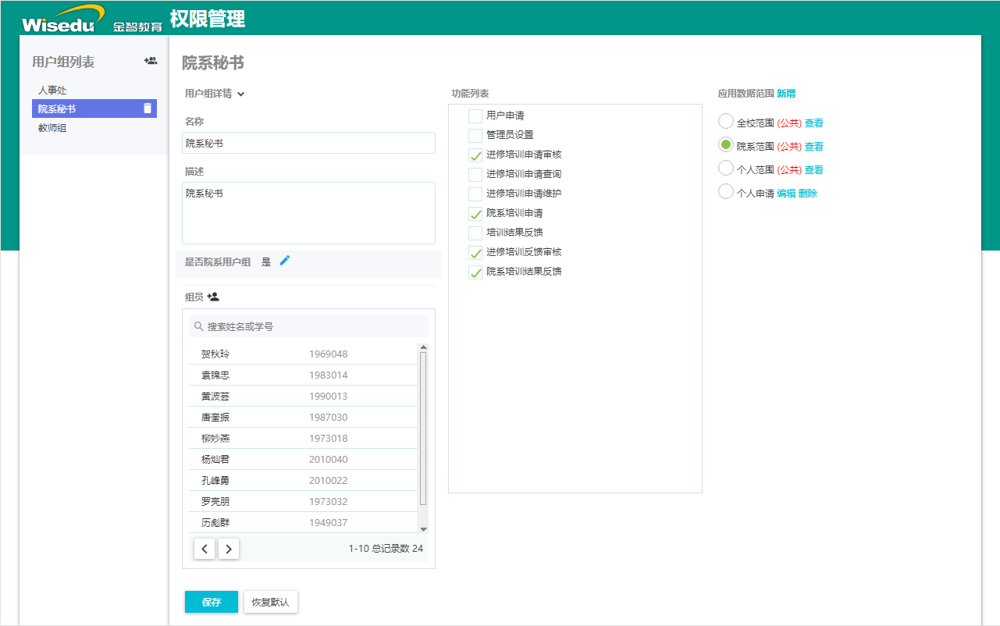 Wisedu 金智教育 权限管理
用户组列表
人事处
院系秘书
教师组
院系秘书
用户组详情
名称
院系秘书
描述
院系秘书
是否院系用户组 是
组员
搜索姓名或学号
贺秋玲 1969048
袁锦忠 1983014
黄波芸 1990013
唐奎振 1987030
柳妙燕 1973018
杨灿君 2010040
孔峰勇 2010022
罗亮朋 1973032
历彪群 1949037
1-10 总记录数 24
保存 恢复默认
功能列表
用户申请
管理员设置
进修培训申请审核
进修培训申请查询
进修培训申请维护
院系培训申请
培训结果反馈
进修培训反馈审核
院系培训结果反馈
应用数据范围 新增
全校范围 (公共) 查看
院系范围 (公共) 查看
个人范围 (公共) 查看
个人申请 编辑 删除